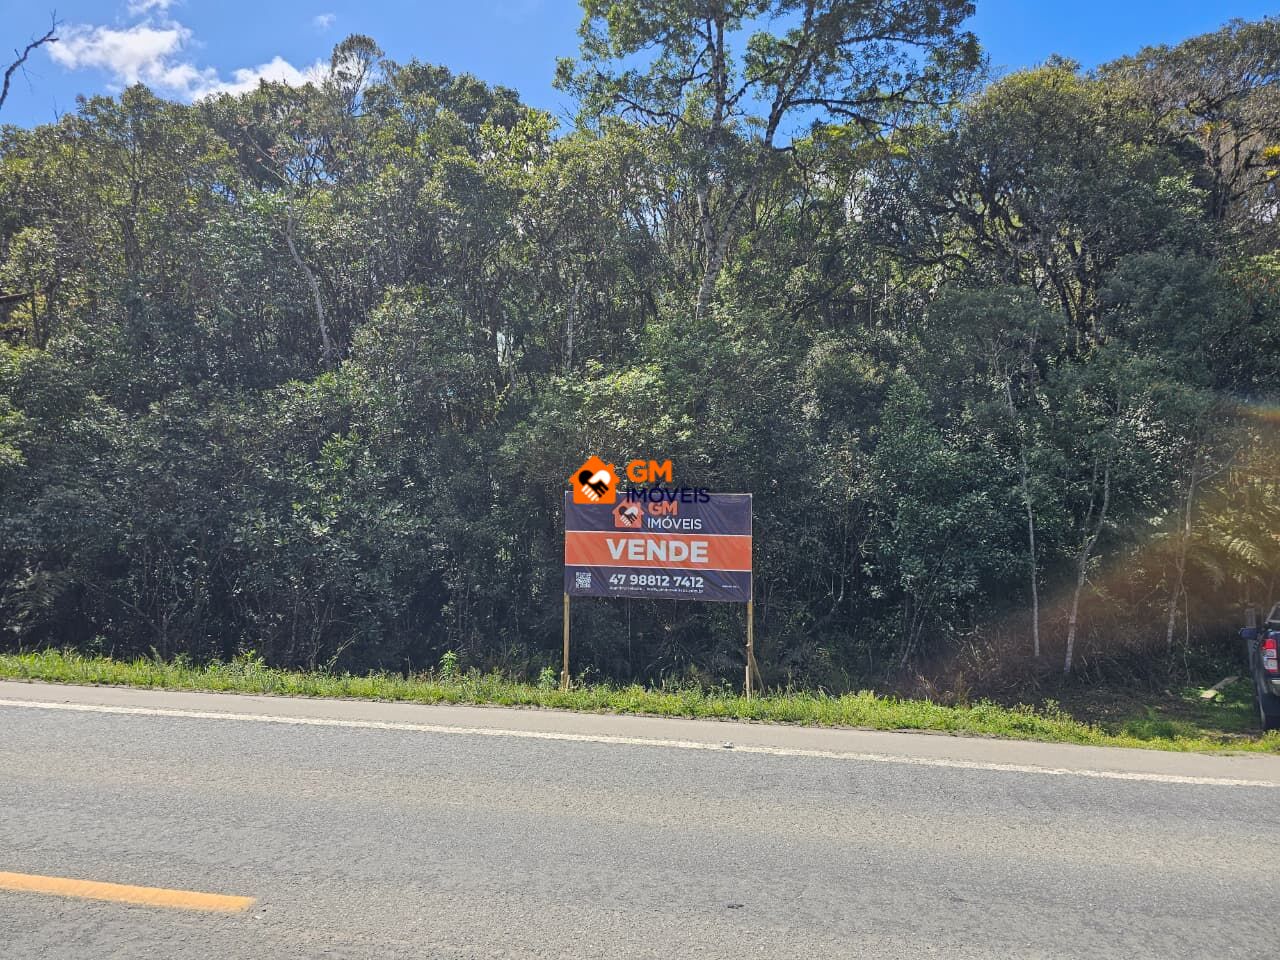 GM
IMÓVEIS
GM
IMÓVEIS
VENDE
47 98812 7412